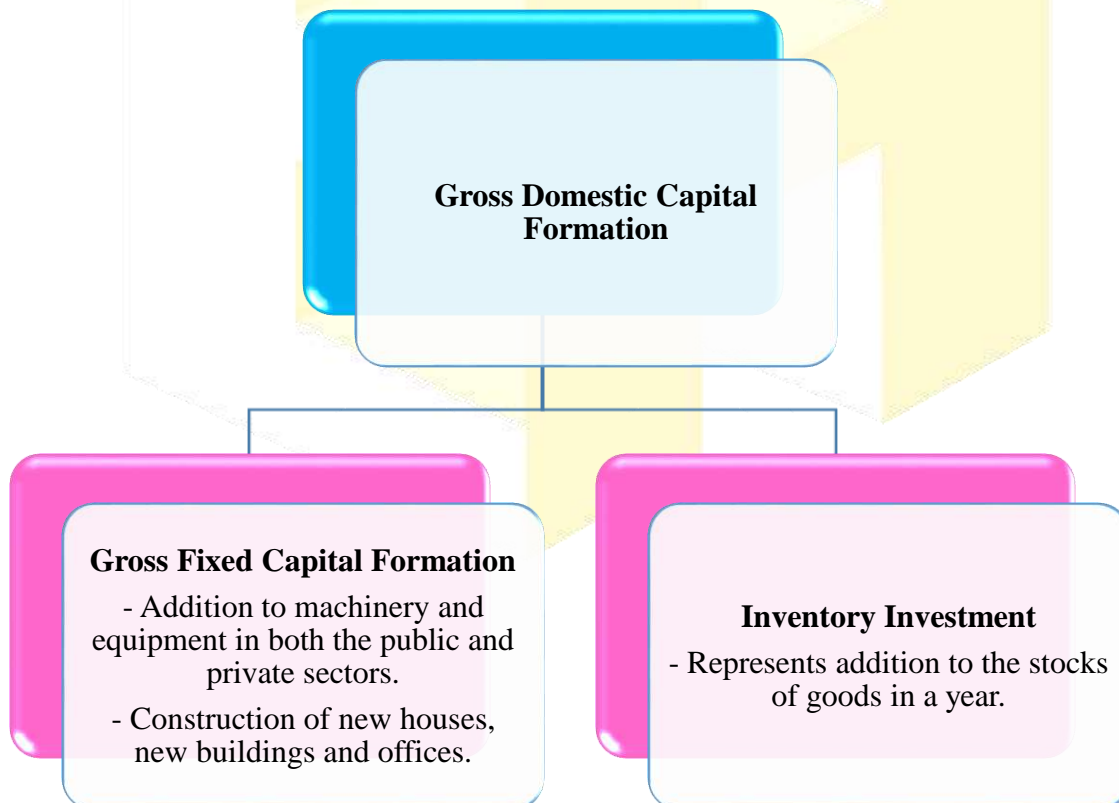 Gross Domestic Capital
Formation
Gross Fixed Capital Formation
- Addition to machinery and
equipment in both the public and
private sectors.
- Construction of new houses,
new buildings and offices.
Inventory Investment
- Represents addition to the stocks
of goods in a year.